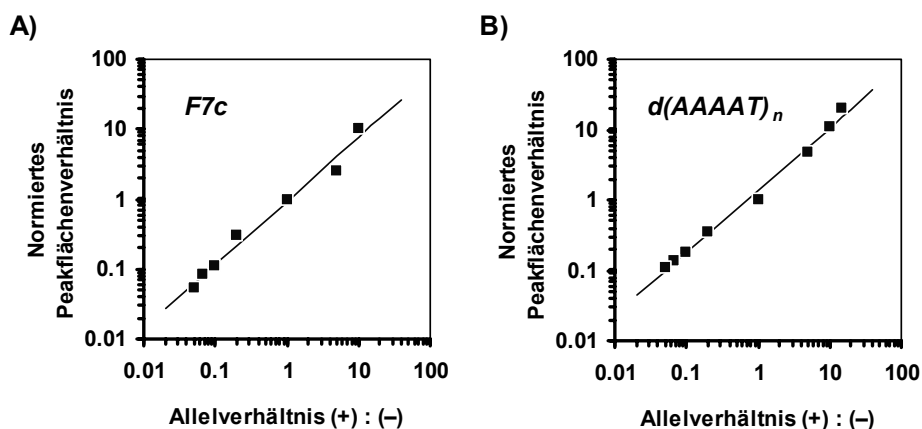 A)
Normiertes
Peakflächenverhältnis
100
10
1
0.1
0.01
F7c
0.01 0.1 1 10 100
Allelverhältnis (+) : (–)
B)
Normiertes
Peakflächenverhältnis
100
10
1
0.1
0.01
d(AAAAT)n
0.01 0.1 1 10 100
Allelverhältnis (+) : (–)